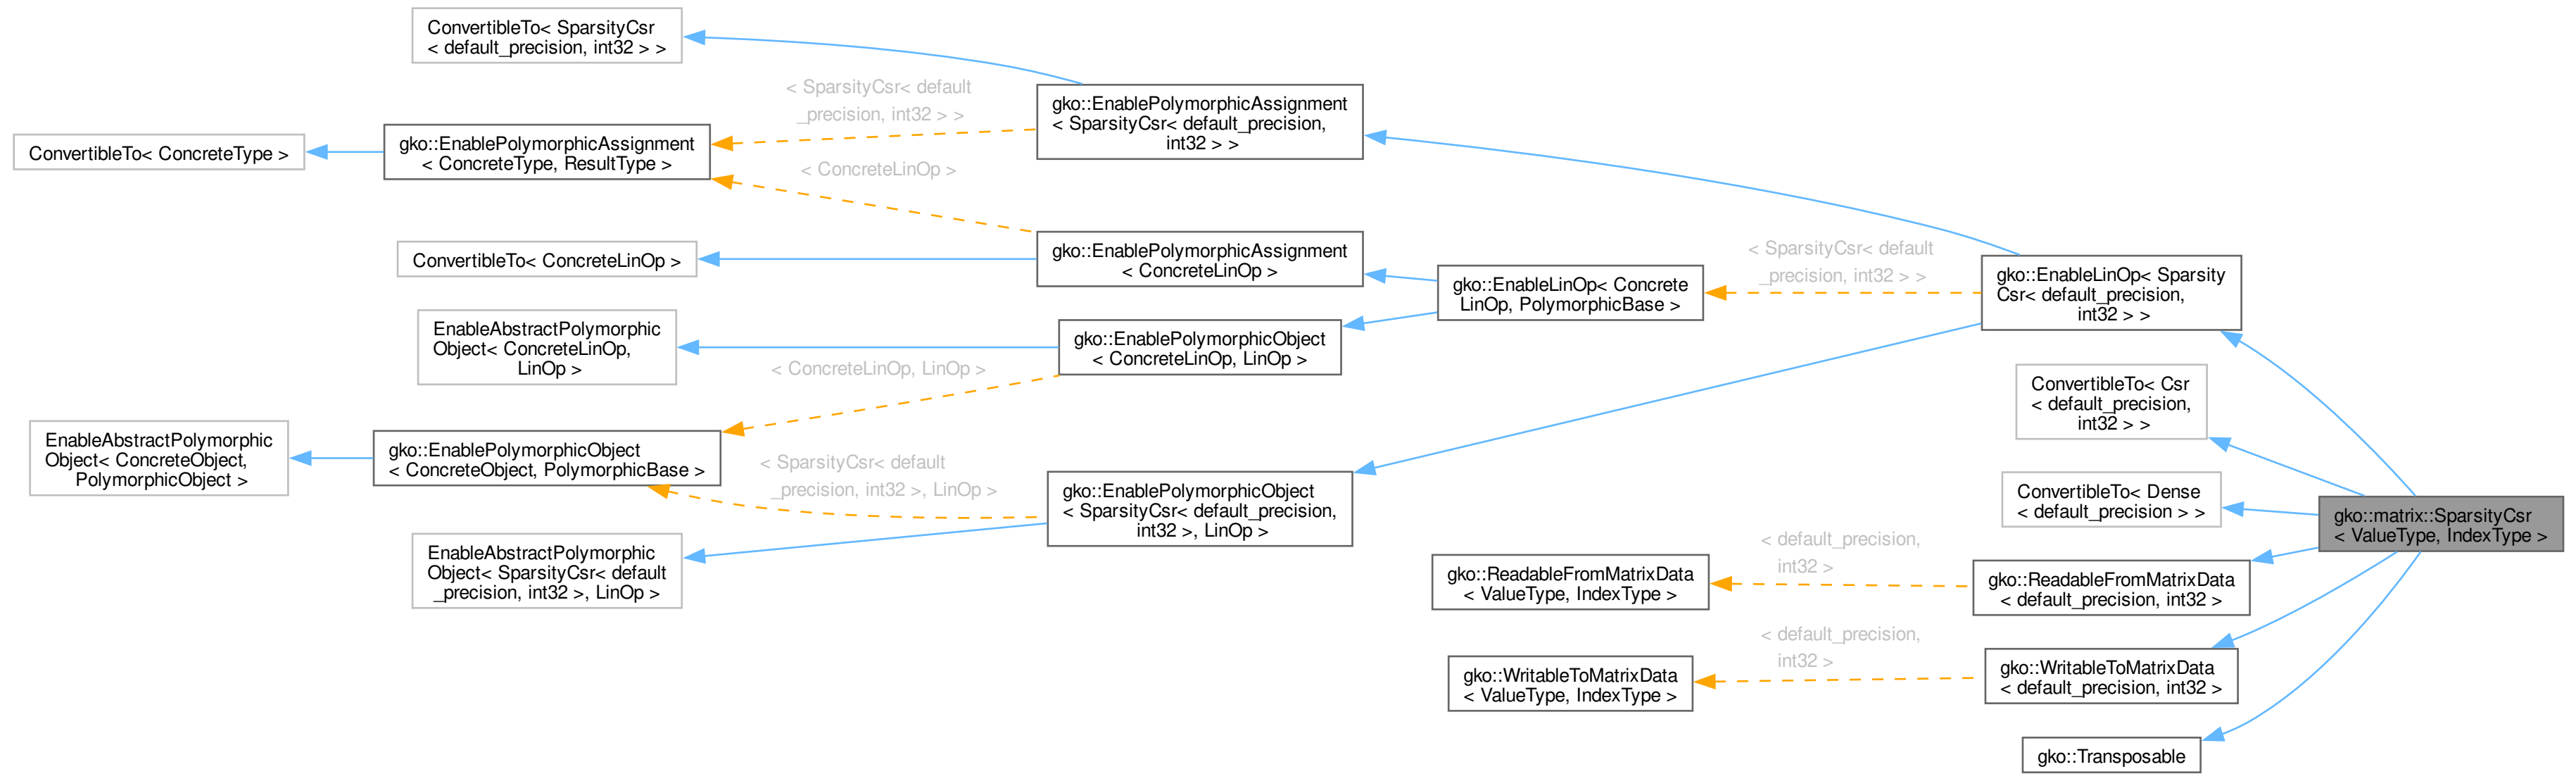 ConvertibleTo< SparsityCsr
< default_precision, int32 > >
< SparsityCsr< default
_precision, int32 > >
gko::EnablePolymorphicAssignment
< SparsityCsr< default_precision,
int32 > >
ConvertibleTo< ConcreteType >
gko::EnablePolymorphicAssignment
< ConcreteType, ResultType >
< ConcreteLinOp >
ConvertibleTo< ConcreteLinOp >
gko::EnablePolymorphicAssignment
< ConcreteLinOp >
gko::EnableLinOp< Concrete
LinOp, PolymorphicBase >
< SparsityCsr< default
_precision, int32 > >
gko::EnableLinOp< Sparsity
Csr< default_precision,
int32 > >
EnableAbstractPolymorphic
Object< ConcreteLinOp,
LinOp >
gko::EnablePolymorphicObject
< ConcreteLinOp, LinOp >
< ConcreteLinOp, LinOp >
ConvertibleTo< Csr
< default_precision,
int32 > >
EnableAbstractPolymorphic
Object< ConcreteObject,
PolymorphicObject >
gko::EnablePolymorphicObject
< ConcreteObject, PolymorphicBase >
< SparsityCsr< default
_precision, int32 >, LinOp >
gko::EnablePolymorphicObject
< SparsityCsr< default_precision,
int32 >, LinOp >
ConvertibleTo< Dense
< default_precision > >
gko::matrix::SparsityCsr
< ValueType, IndexType >
EnableAbstractPolymorphic
Object< SparsityCsr< default
_precision, int32 >, LinOp >
gko::ReadableFromMatrixData
< ValueType, IndexType >
< default_precision,
int32 >
gko::ReadableFromMatrixData
< default_precision, int32 >
gko::WritableToMatrixData
< ValueType, IndexType >
< default_precision,
int32 >
gko::WritableToMatrixData
< default_precision, int32 >
gko::Transposable